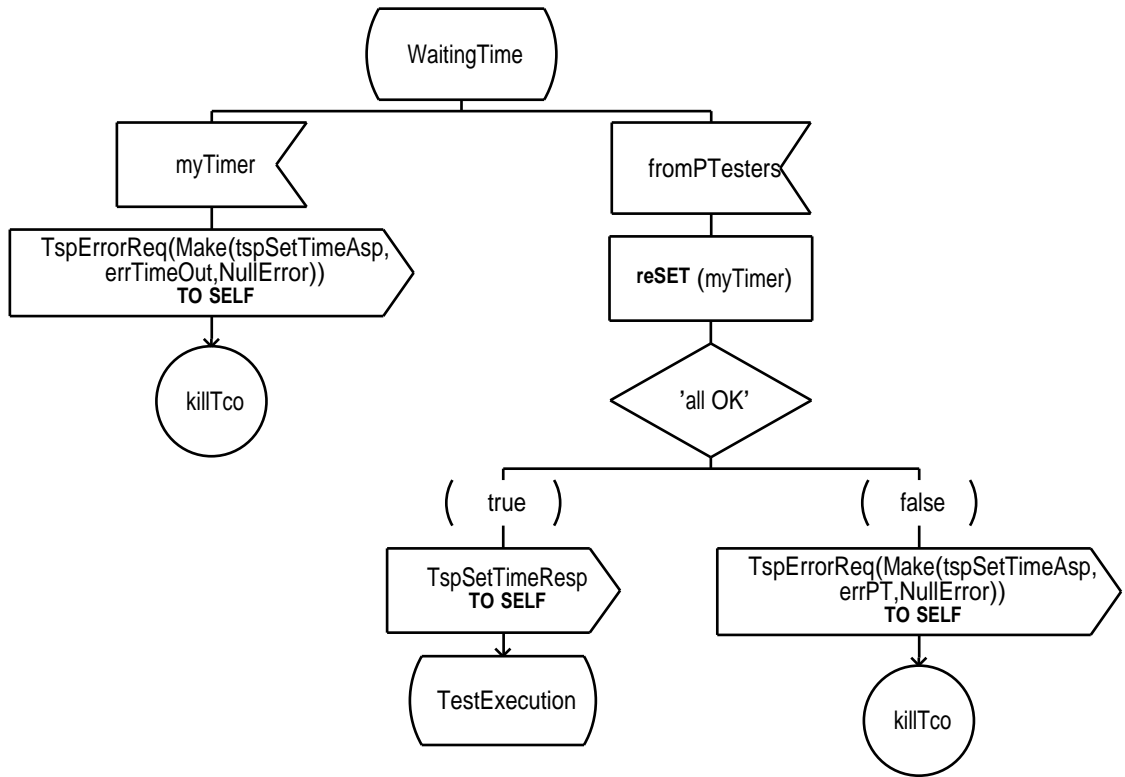 WaitingTime
myTimer
fromPTesters
TspErrorReq(Make(tspSetTimeAsp,
errTimeOut,NullError))
TO SELF
reSET (myTimer)
killTco
'all OK'
( true )
( false )
TspSetTimeResp
TO SELF
TspErrorReq(Make(tspSetTimeAsp,
errPT,NullError))
TO SELF
TestExecution
killTco